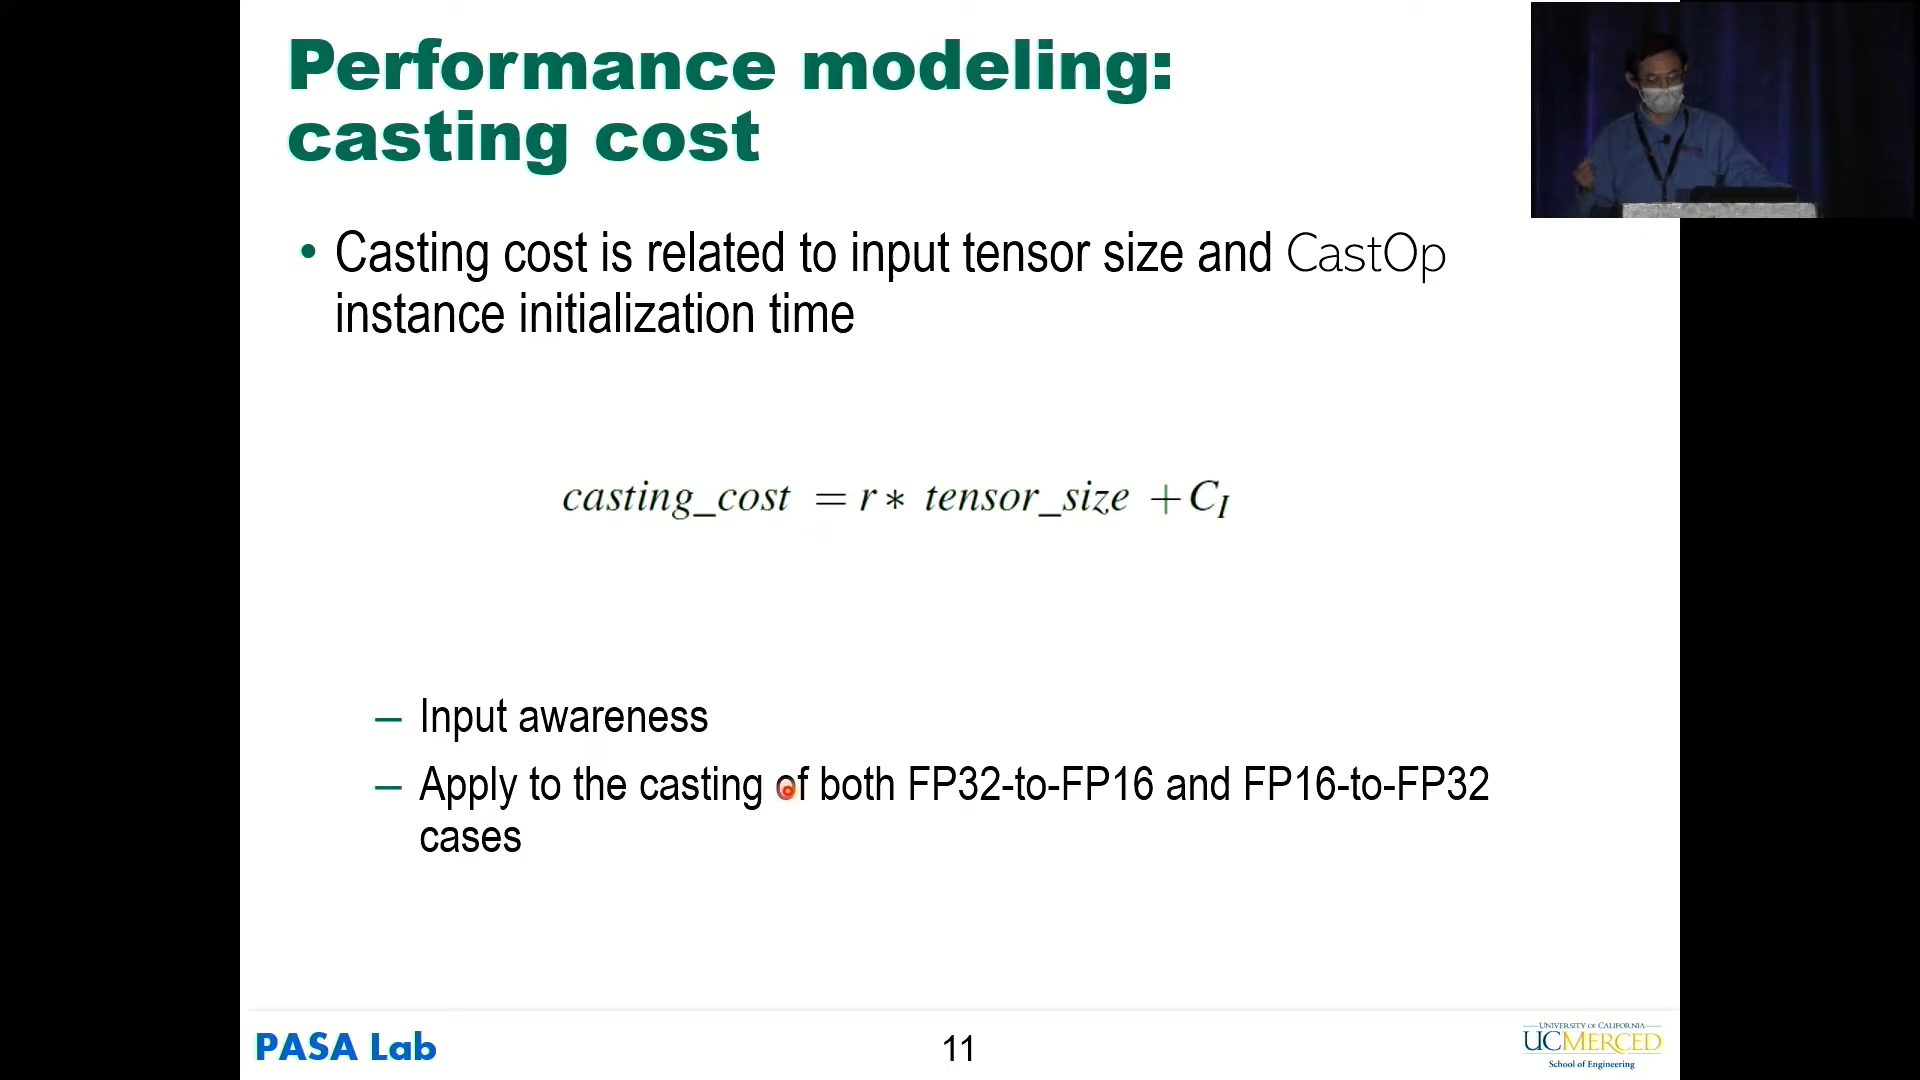 Performance modeling:
casting cost
• Casting cost is related to input tensor size and CastOp
instance initialization time
casting_cost = r∗ tensor_size +C_I
– Input awareness
– Apply to the casting of both FP32-to-FP16 and FP16-to-FP32
cases
PASA Lab
11
UNIVERSITY OF CALIFORNIA
UCMERCED
School of Engineering